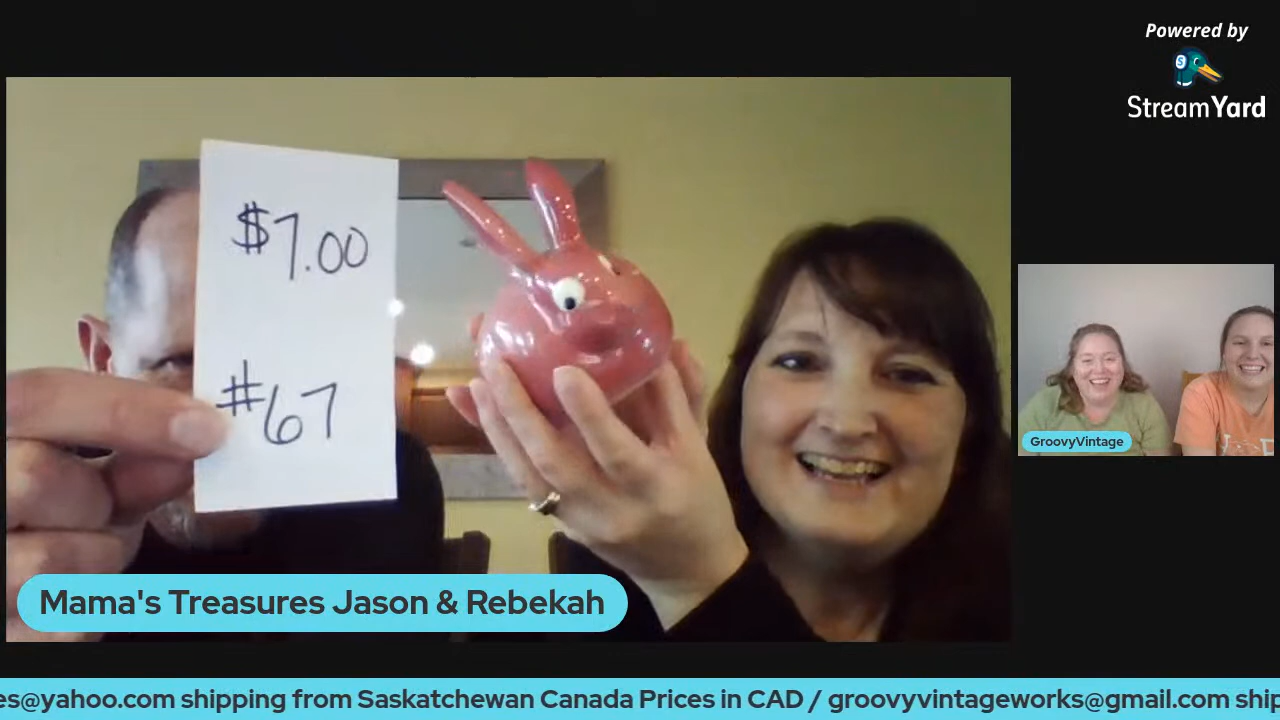 Powered by
StreamYard
$7.00
#67
GroovyVintage
Mama's Treasures Jason & Rebekah
es@yahoo.com shipping from Saskatchewan Canada Prices in CAD / groovyvintageworks@gmail.com ship